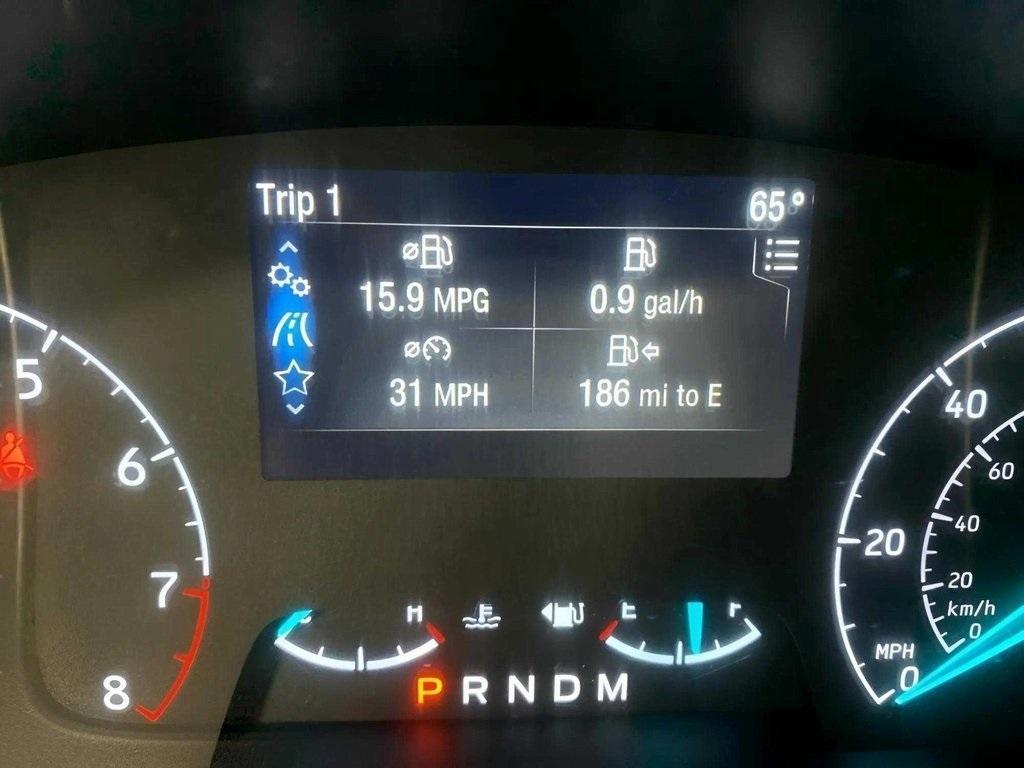 Trip 1
65°
15.9 MPG
0.9 gal/h
31 MPH
186 mi to E
5
6
7
8
H
E
F
P R N D M
40
20
MPH
0
60
40
20
km/h
0